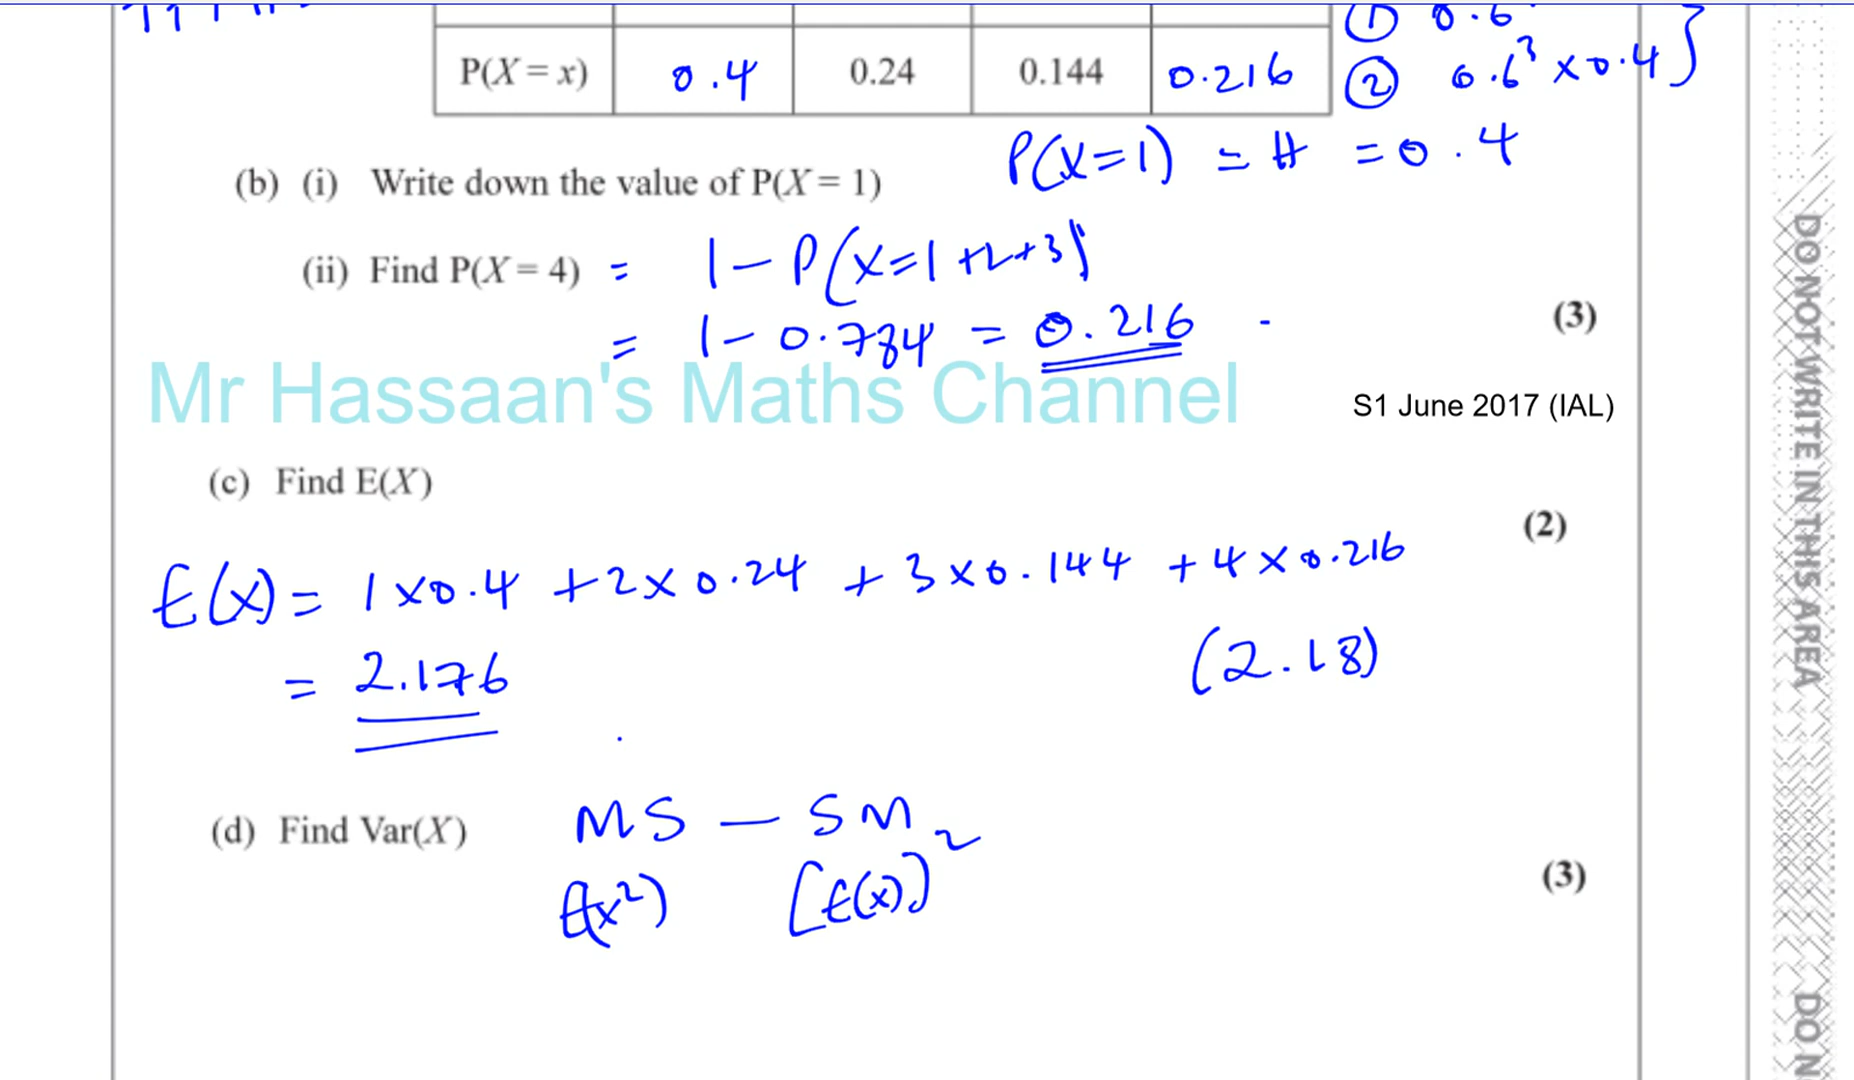 ① 0.6
P(X = x) 0.4 0.24 0.144 0.216 ② 0.6³ × 0.4 }
P(X=1) = H = 0.4
(b) (i) Write down the value of P(X = 1)
(ii) Find P(X = 4) = 1 - P(X=1+2+3)
(3)
= 1 - 0.784 = 0.216
Mr Hassaan's Maths Channel
S1 June 2017 (IAL)
(c) Find E(X)
(2)
E(X) = 1×0.4 + 2×0.24 + 3×0.144 + 4×0.216
= 2.176 (2.18)
(d) Find Var(X) MS - SM
(3)
E(X²) [E(X)]²
DO NOT WRITE IN THIS AREA
DO N